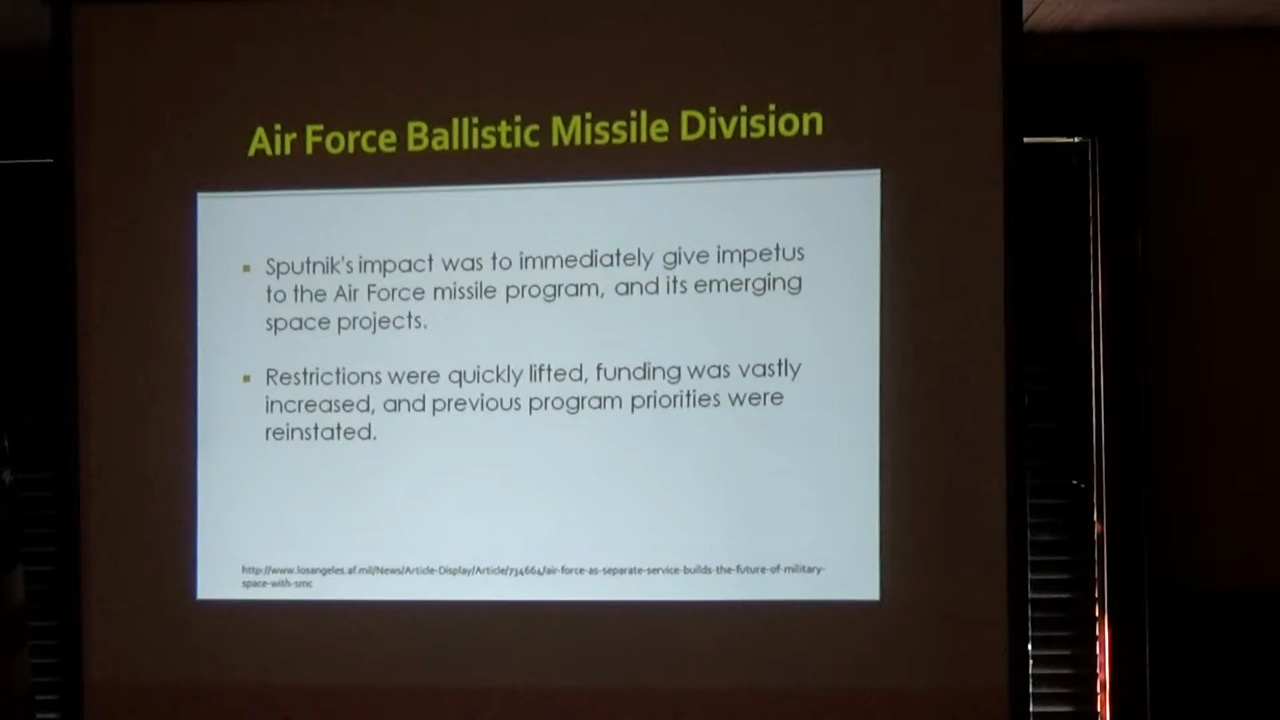 Air Force Ballistic Missile Division
▪ Sputnik's impact was to immediately give impetus
to the Air Force missile program, and its emerging
space projects.
▪ Restrictions were quickly lifted, funding was vastly
increased, and previous program priorities were
reinstated.
http://www.losangeles.af.mil/News/Article-Display/Article/734664/air-force-as-separate-service-builds-the-future-of-military-
space-with-smc